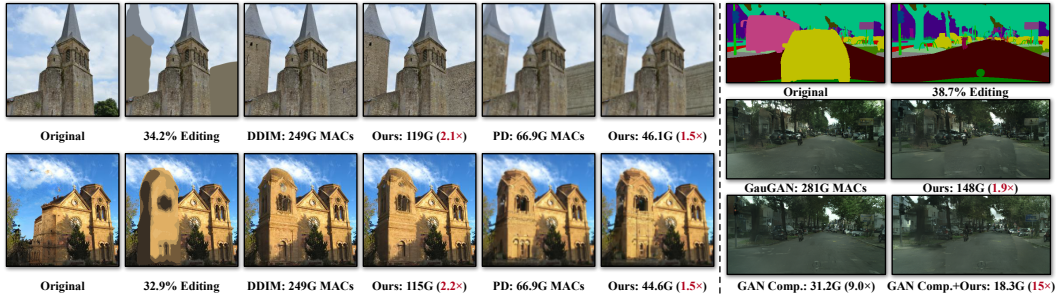 Original 34.2% Editing DDIM: 249G MACs Ours: 119G (2.1×) PD: 66.9G MACs Ours: 46.1G (1.5×)
Original 32.9% Editing DDIM: 249G MACs Ours: 115G (2.2×) PD: 66.9G MACs Ours: 44.6G (1.5×)
Original 38.7% Editing
GauGAN: 281G MACs Ours: 148G (1.9×)
GAN Comp.: 31.2G (9.0×) GAN Comp.+Ours: 18.3G (15×)